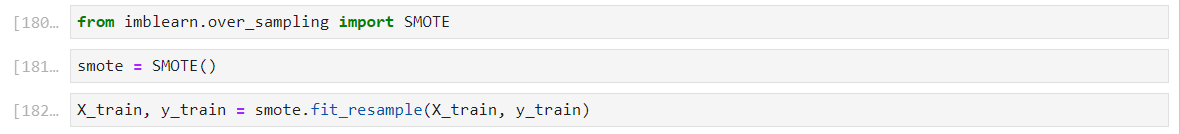 [180...
from imblearn.over_sampling import SMOTE
[181...
smote = SMOTE()
[182...
X_train, y_train = smote.fit_resample(X_train, y_train)